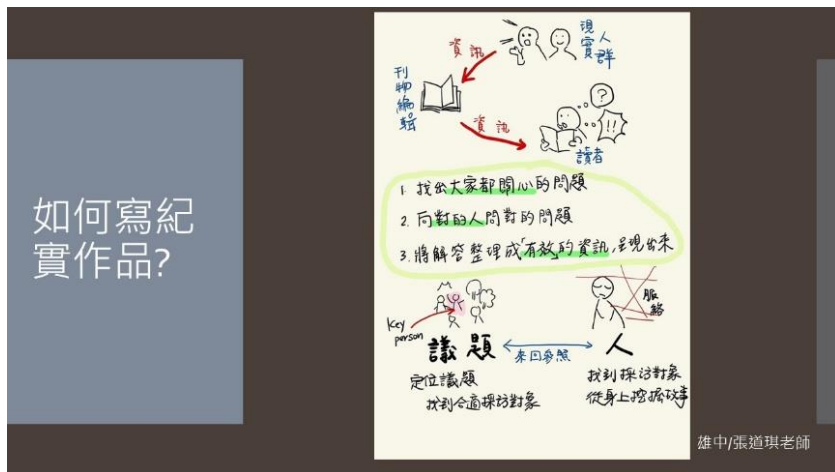 如何寫紀
實作品?
現實人群
資訊
刊物編輯
資訊
?
!!
讀者
1. 找出大家都關心的問題
2. 向對的人問對的問題
3. 將解答整理成「有效」的資訊,呈現出來
key
person
脈絡
議題
來回參照
人
定位議題
找到合適採訪對象
找到採訪對象
從身上挖掘故事
雄中/張道琪老師